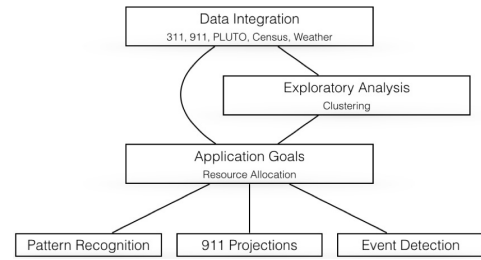 Data Integration
311, 911, PLUTO, Census, Weather
Exploratory Analysis
Clustering
Application Goals
Resource Allocation
Pattern Recognition
911 Projections
Event Detection